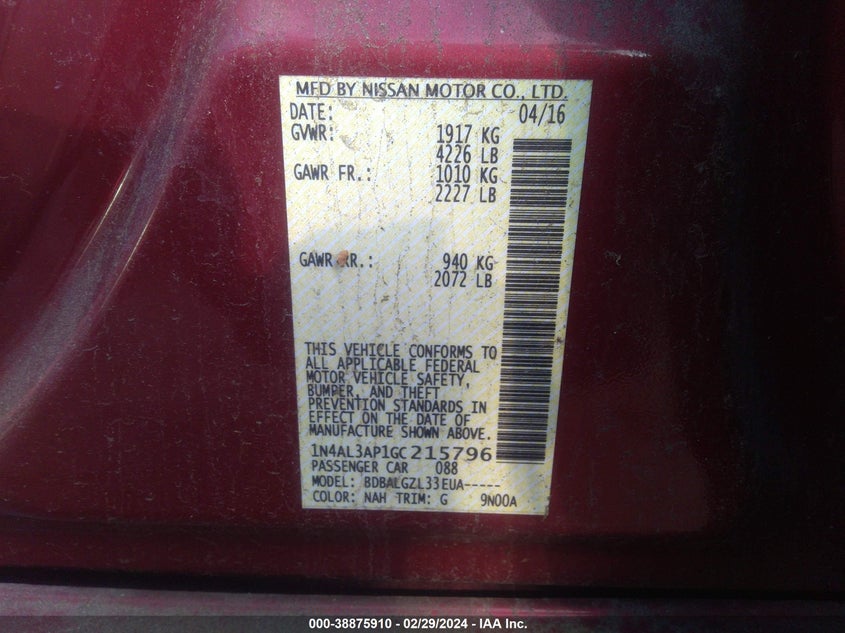 MFD BY NISSAN MOTOR CO., LTD.
DATE: 04/16
GVWR: 1917 KG
4226 LB
GAWR FR.: 1010 KG
2227 LB
GAWR RR.: 940 KG
2072 LB
THIS VEHICLE CONFORMS TO
ALL APPLICABLE FEDERAL
MOTOR VEHICLE SAFETY,
BUMPER, AND THEFT
PREVENTION STANDARDS IN
EFFECT ON THE DATE OF
MANUFACTURE SHOWN ABOVE.
1N4AL3AP1GC215796
PASSENGER CAR 088
MODEL: BDBALGZL33EUA-----
COLOR: NAH TRIM: G 9N00A
000-38875910 - 02/29/2024 - IAA Inc.